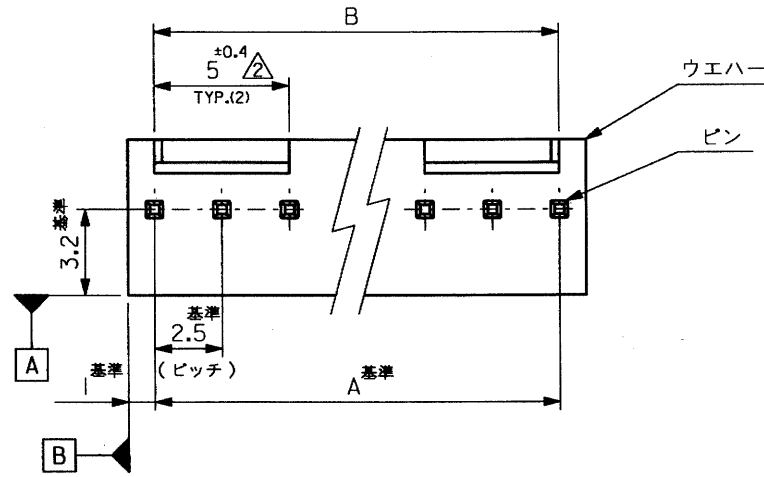 B
5 ±0.4 2
TYP.(2)
ウエハー
ピン
3.2 基準
基準
2.5
(ピッチ)
A
1 基準
A 基準
B